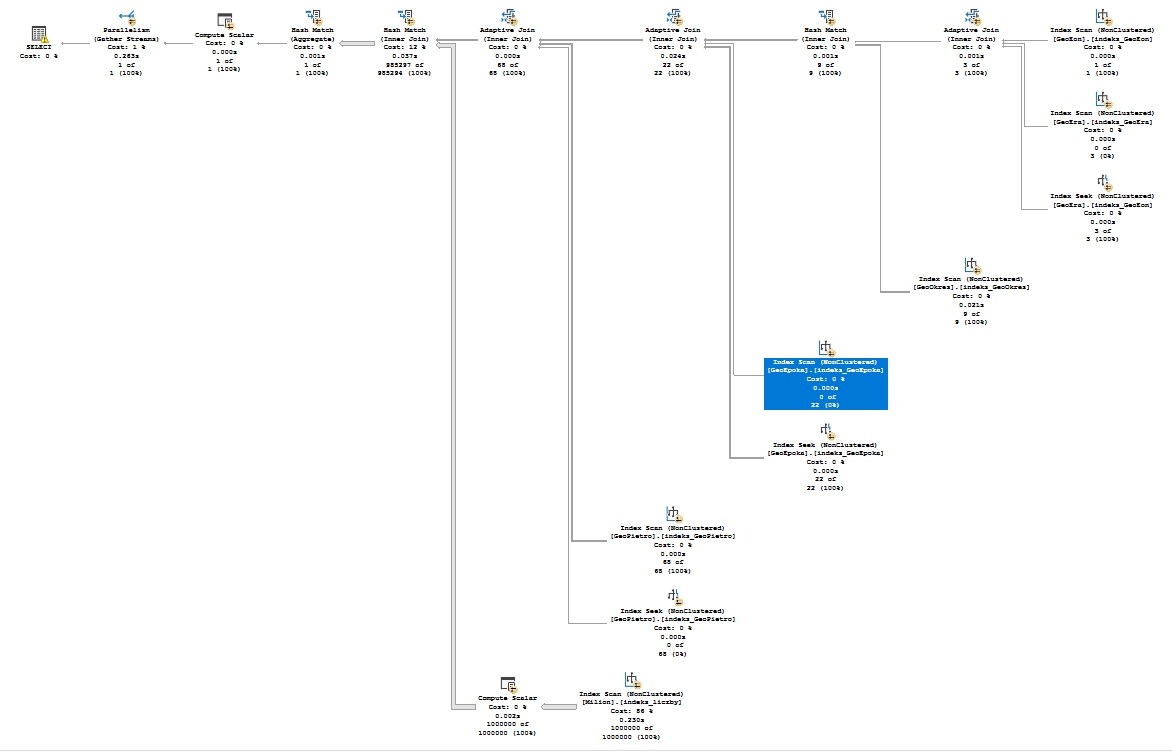 SELECT
Cost: 0 %
Parallelism
(Gather Streams)
Cost: 1 %
0.263s
1 of
1 (100%)
Compute Scalar
Cost: 0 %
0.000s
1 of
1 (100%)
Hash Match
(Aggregate)
Cost: 0 %
0.001s
1 of
1 (100%)
Hash Match
(Inner Join)
Cost: 12 %
0.037s
985297 of
985294 (100%)
Adaptive Join
(Inner Join)
Cost: 0 %
0.000s
68 of
68 (100%)
Adaptive Join
(Inner Join)
Cost: 0 %
0.024s
22 of
22 (100%)
Hash Match
(Inner Join)
Cost: 0 %
0.001s
9 of
9 (100%)
Adaptive Join
(Inner Join)
Cost: 0 %
0.001s
3 of
3 (100%)
Index Scan (NonClustered)
[GeoEon].[indeks_GeoEon]
Cost: 0 %
0.000s
1 of
1 (100%)
Index Scan (NonClustered)
[GeoEra].[indeks_GeoEra]
Cost: 0 %
0.000s
0 of
3 (0%)
Index Seek (NonClustered)
[GeoEra].[indeks_GeoEon]
Cost: 0 %
0.000s
3 of
3 (100%)
Index Scan (NonClustered)
[GeoOkres].[indeks_GeoOkres]
Cost: 0 %
0.021s
9 of
9 (100%)
Index Scan (NonClustered)
[GeoEpoka].[indeks_GeoEpoka]
Cost: 0 %
0.000s
0 of
22 (0%)
Index Seek (NonClustered)
[GeoEpoka].[indeks_GeoEpoka]
Cost: 0 %
0.000s
22 of
22 (100%)
Index Scan (NonClustered)
[GeoPietro].[indeks_GeoPietro]
Cost: 0 %
0.000s
68 of
68 (100%)
Index Seek (NonClustered)
[GeoPietro].[indeks_GeoPietro]
Cost: 0 %
0.000s
0 of
68 (0%)
Compute Scalar
Cost: 0 %
0.002s
1000000 of
1000000 (100%)
Index Scan (NonClustered)
[Milion].[indeks_liczby]
Cost: 86 %
0.230s
1000000 of
1000000 (100%)